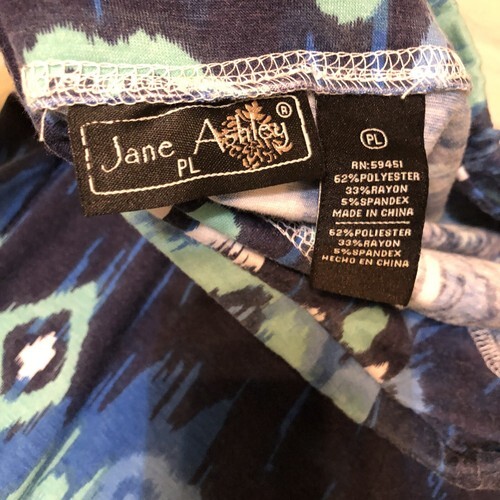 Jane Ashley®
PL
PL
RN:59451
62%POLYESTER
33%RAYON
5%SPANDEX
MADE IN CHINA
62%POLIESTER
33%RAYON
5%SPANDEX
HECHO EN CHINA